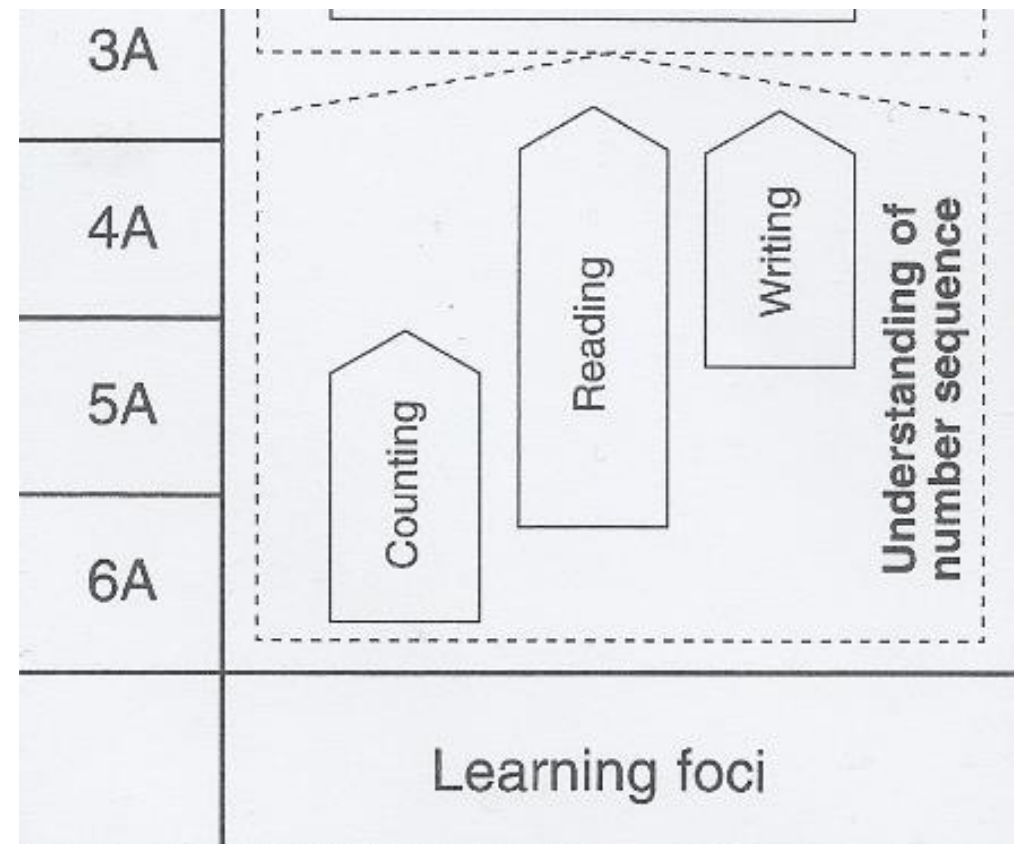 3A
4A
5A
6A
Counting
Reading
Writing
Understanding of
number sequence
Learning foci